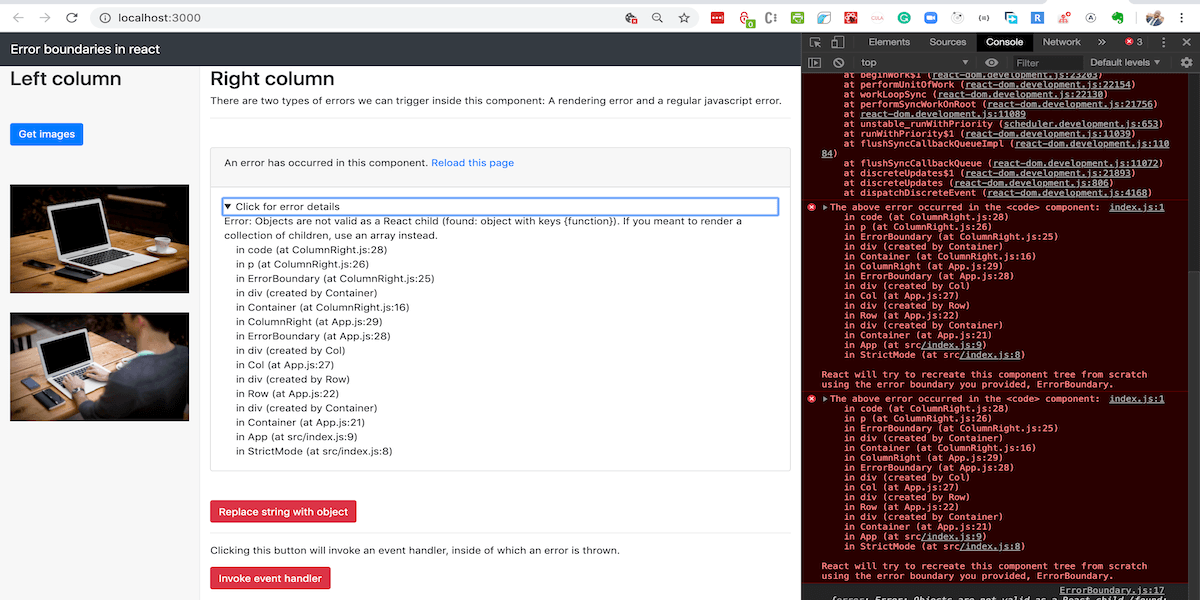 localhost:3000
Error boundaries in react
Left column
Get images
Right column
There are two types of errors we can trigger inside this component: A rendering error and a regular javascript error.
An error has occurred in this component. Reload this page
▼ Click for error details
Error: Objects are not valid as a React child (found: object with keys {function}). If you meant to render a
collection of children, use an array instead.
in code (at ColumnRight.js:28)
in p (at ColumnRight.js:26)
in ErrorBoundary (at ColumnRight.js:25)
in div (created by Container)
in Container (at ColumnRight.js:16)
in ColumnRight (at App.js:29)
in ErrorBoundary (at App.js:28)
in div (created by Col)
in Col (at App.js:27)
in div (created by Row)
in Row (at App.js:22)
in div (created by Container)
in Container (at App.js:21)
in App (at src/index.js:9)
in StrictMode (at src/index.js:8)
Replace string with object
Clicking this button will invoke an event handler, inside of which an error is thrown.
Invoke event handler
Elements Sources Console Network » 3
top Filter Default levels ▼
at beginWork$1 (react-dom.development.js:23203)
at performUnitOfWork (react-dom.development.js:22154)
at workLoopSync (react-dom.development.js:22130)
at performSyncWorkOnRoot (react-dom.development.js:21756)
at react-dom.development.js:11089
at unstable_runWithPriority (scheduler.development.js:653)
at runWithPriority$1 (react-dom.development.js:11039)
at flushSyncCallbackQueueImpl (react-dom.development.js:110
84)
at flushSyncCallbackQueue (react-dom.development.js:11072)
at discreteUpdates$1 (react-dom.development.js:21893)
at discreteUpdates (react-dom.development.js:806)
at dispatchDiscreteEvent (react-dom.development.js:4168)
The above error occurred in the <code> component: index.js:1
in code (at ColumnRight.js:28)
in p (at ColumnRight.js:26)
in ErrorBoundary (at ColumnRight.js:25)
in div (created by Container)
in Container (at ColumnRight.js:16)
in ColumnRight (at App.js:29)
in ErrorBoundary (at App.js:28)
in div (created by Col)
in Col (at App.js:27)
in div (created by Row)
in Row (at App.js:22)
in div (created by Container)
in Container (at App.js:21)
in App (at src/index.js:9)
in StrictMode (at src/index.js:8)
React will try to recreate this component tree from scratch
using the error boundary you provided, ErrorBoundary.
The above error occurred in the <code> component: index.js:1
in code (at ColumnRight.js:28)
in p (at ColumnRight.js:26)
in ErrorBoundary (at ColumnRight.js:25)
in div (created by Container)
in Container (at ColumnRight.js:16)
in ColumnRight (at App.js:29)
in ErrorBoundary (at App.js:28)
in div (created by Col)
in Col (at App.js:27)
in div (created by Row)
in Row (at App.js:22)
in div (created by Container)
in Container (at App.js:21)
in App (at src/index.js:9)
in StrictMode (at src/index.js:8)
React will try to recreate this component tree from scratch
using the error boundary you provided, ErrorBoundary.
ErrorBoundary.js:17
{error: Error: Objects are not valid as a React child (found: